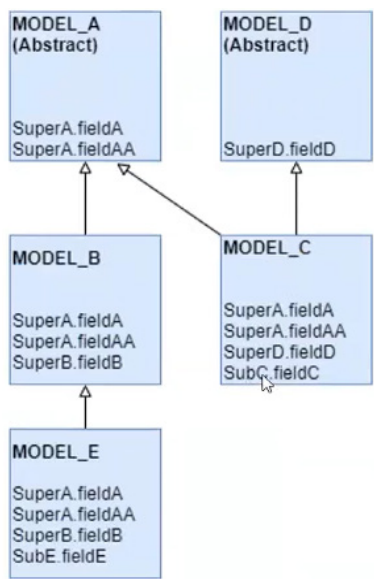 MODEL_A
(Abstract)
SuperA.fieldA
SuperA.fieldAA
MODEL_D
(Abstract)
SuperD.fieldD
MODEL_B
SuperA.fieldA
SuperA.fieldAA
SuperB.fieldB
MODEL_C
SuperA.fieldA
SuperA.fieldAA
SuperD.fieldD
SubC.fieldC
MODEL_E
SuperA.fieldA
SuperA.fieldAA
SuperB.fieldB
SubE.fieldE